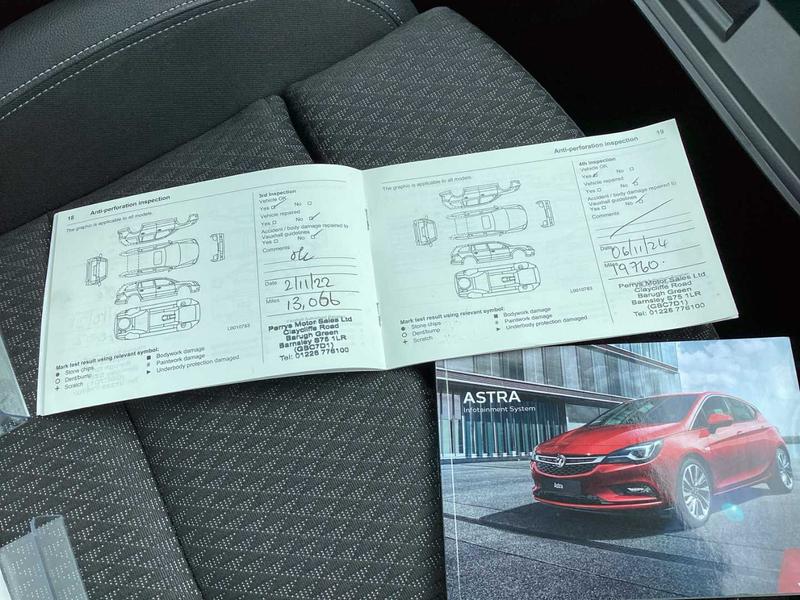 18 Anti-perforation inspection
The graphic is applicable to all models.
L0010783
Mark test result using relevant symbol:
Stone chips
Dent/bump
Scratch
Bodywork damage
Paintwork damage
Underbody protection damaged.
3rd inspection
Vehicle OK
Yes No
Vehicle repaired
Yes No
Accident / body damage repaired to
Vauxhall guidelines
Yes No
Comments
ok
Date 2/11/22
Miles 13,066
Perrys Motor Sales Ltd
Claycliffe Road
Barugh Green
Barnsley S75 1LR
(GSC7D1)
Tel: 01226 776100
Anti-perforation inspection 19
The graphic is applicable to all models.
L0010783
Mark test result using relevant symbol:
Stone chips
Dent/bump
Scratch
Bodywork damage
Paintwork damage
Underbody protection damaged.
4th inspection
Vehicle OK
Yes No
Vehicle repaired
Yes No
Accident / body damage repaired to
Vauxhall guidelines
Yes No
Comments
Date 06/11/24
Miles 19760.
Perrys Motor Sales Ltd
Claycliffe Road
Barugh Green
Barnsley S75 1LR
(GSC7D1)
Tel: 01226 776100
ASTRA
Infotainment System
Astra